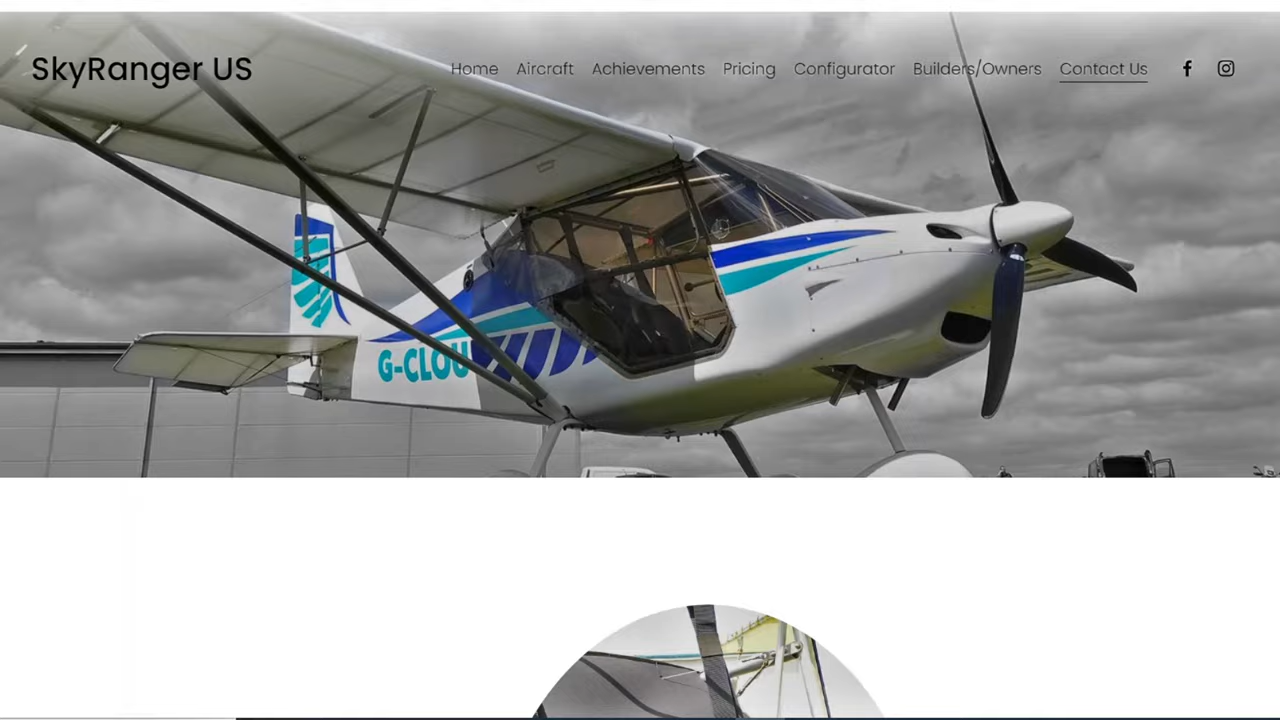 SkyRanger US
Home Aircraft Achievements Pricing Configurator Builders/Owners Contact Us
G-CLOU